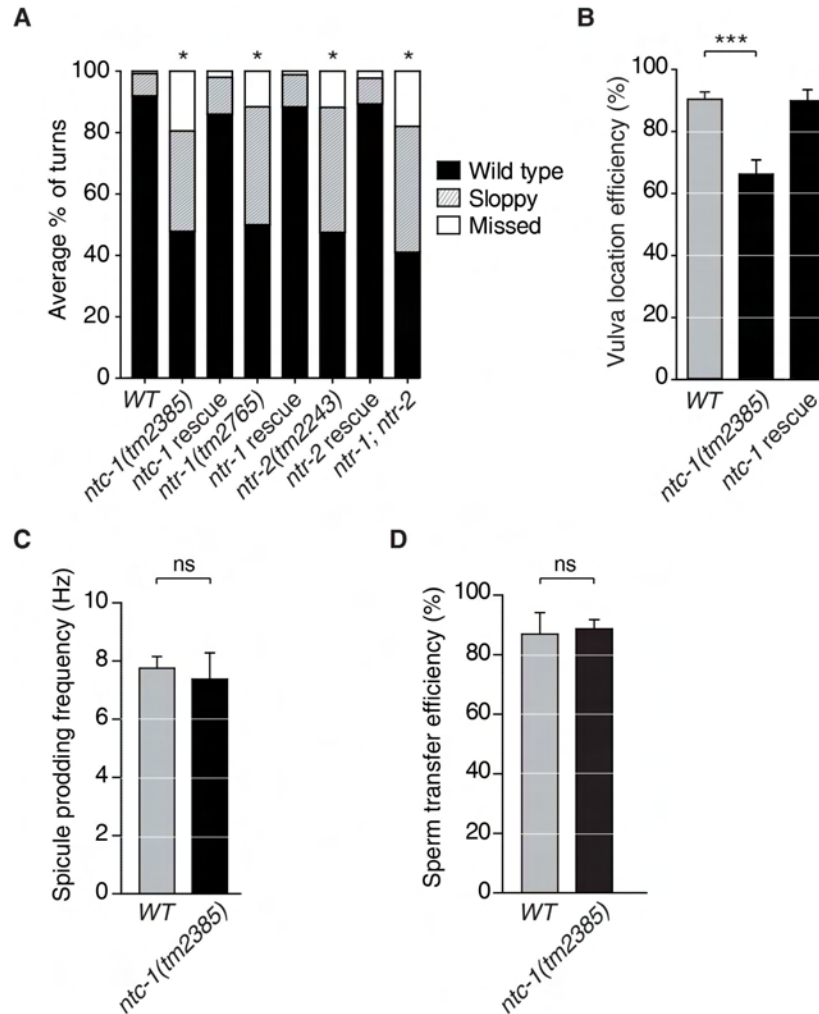 A
Average % of turns
100
80
60
40
20
0
* * * *
WT
ntc-1(tm2385)
ntc-1 rescue
ntr-1(tm2765)
ntr-1 rescue
ntr-2(tm2243)
ntr-2 rescue
ntr-1; ntr-2
Wild type
Sloppy
Missed
B
Vulva location efficiency (%)
100
80
60
40
20
0
***
WT
ntc-1(tm2385)
ntc-1 rescue
C
Spicule prodding frequency (Hz)
10
8
6
4
2
0
ns
WT
ntc-1(tm2385)
D
Sperm transfer efficiency (%)
100
80
60
40
20
0
ns
WT
ntc-1(tm2385)